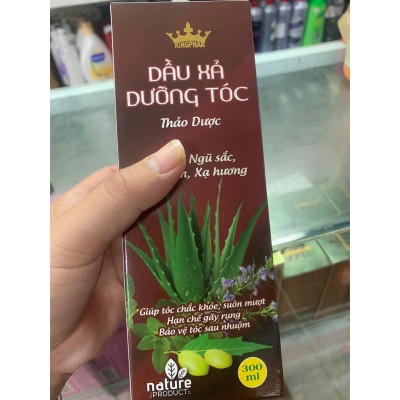 KINGPHAR
DẦU XẢ
DƯỠNG TÓC
Thảo Dược
Ngũ sắc,
Xạ hương
Giúp tóc chắc khỏe, suôn mượt
Hạn chế gãy rụng
Bảo vệ tóc sau nhuộm
300
ml
nature
PRODUCT